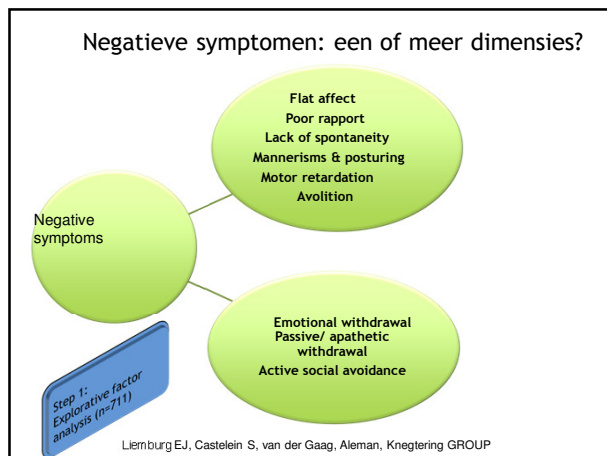 Negatieve symptomen: een of meer dimensies?
Flat affect
Poor rapport
Lack of spontaneity
Mannerisms & posturing
Motor retardation
Avolition
Negative
symptoms
Emotional withdrawal
Passive/ apathetic
withdrawal
Active social avoidance
Step 1:
Explorative factor
analysis (n=711)
Liemburg EJ, Castelein S, van der Gaag, Aleman, Knegtering GROUP